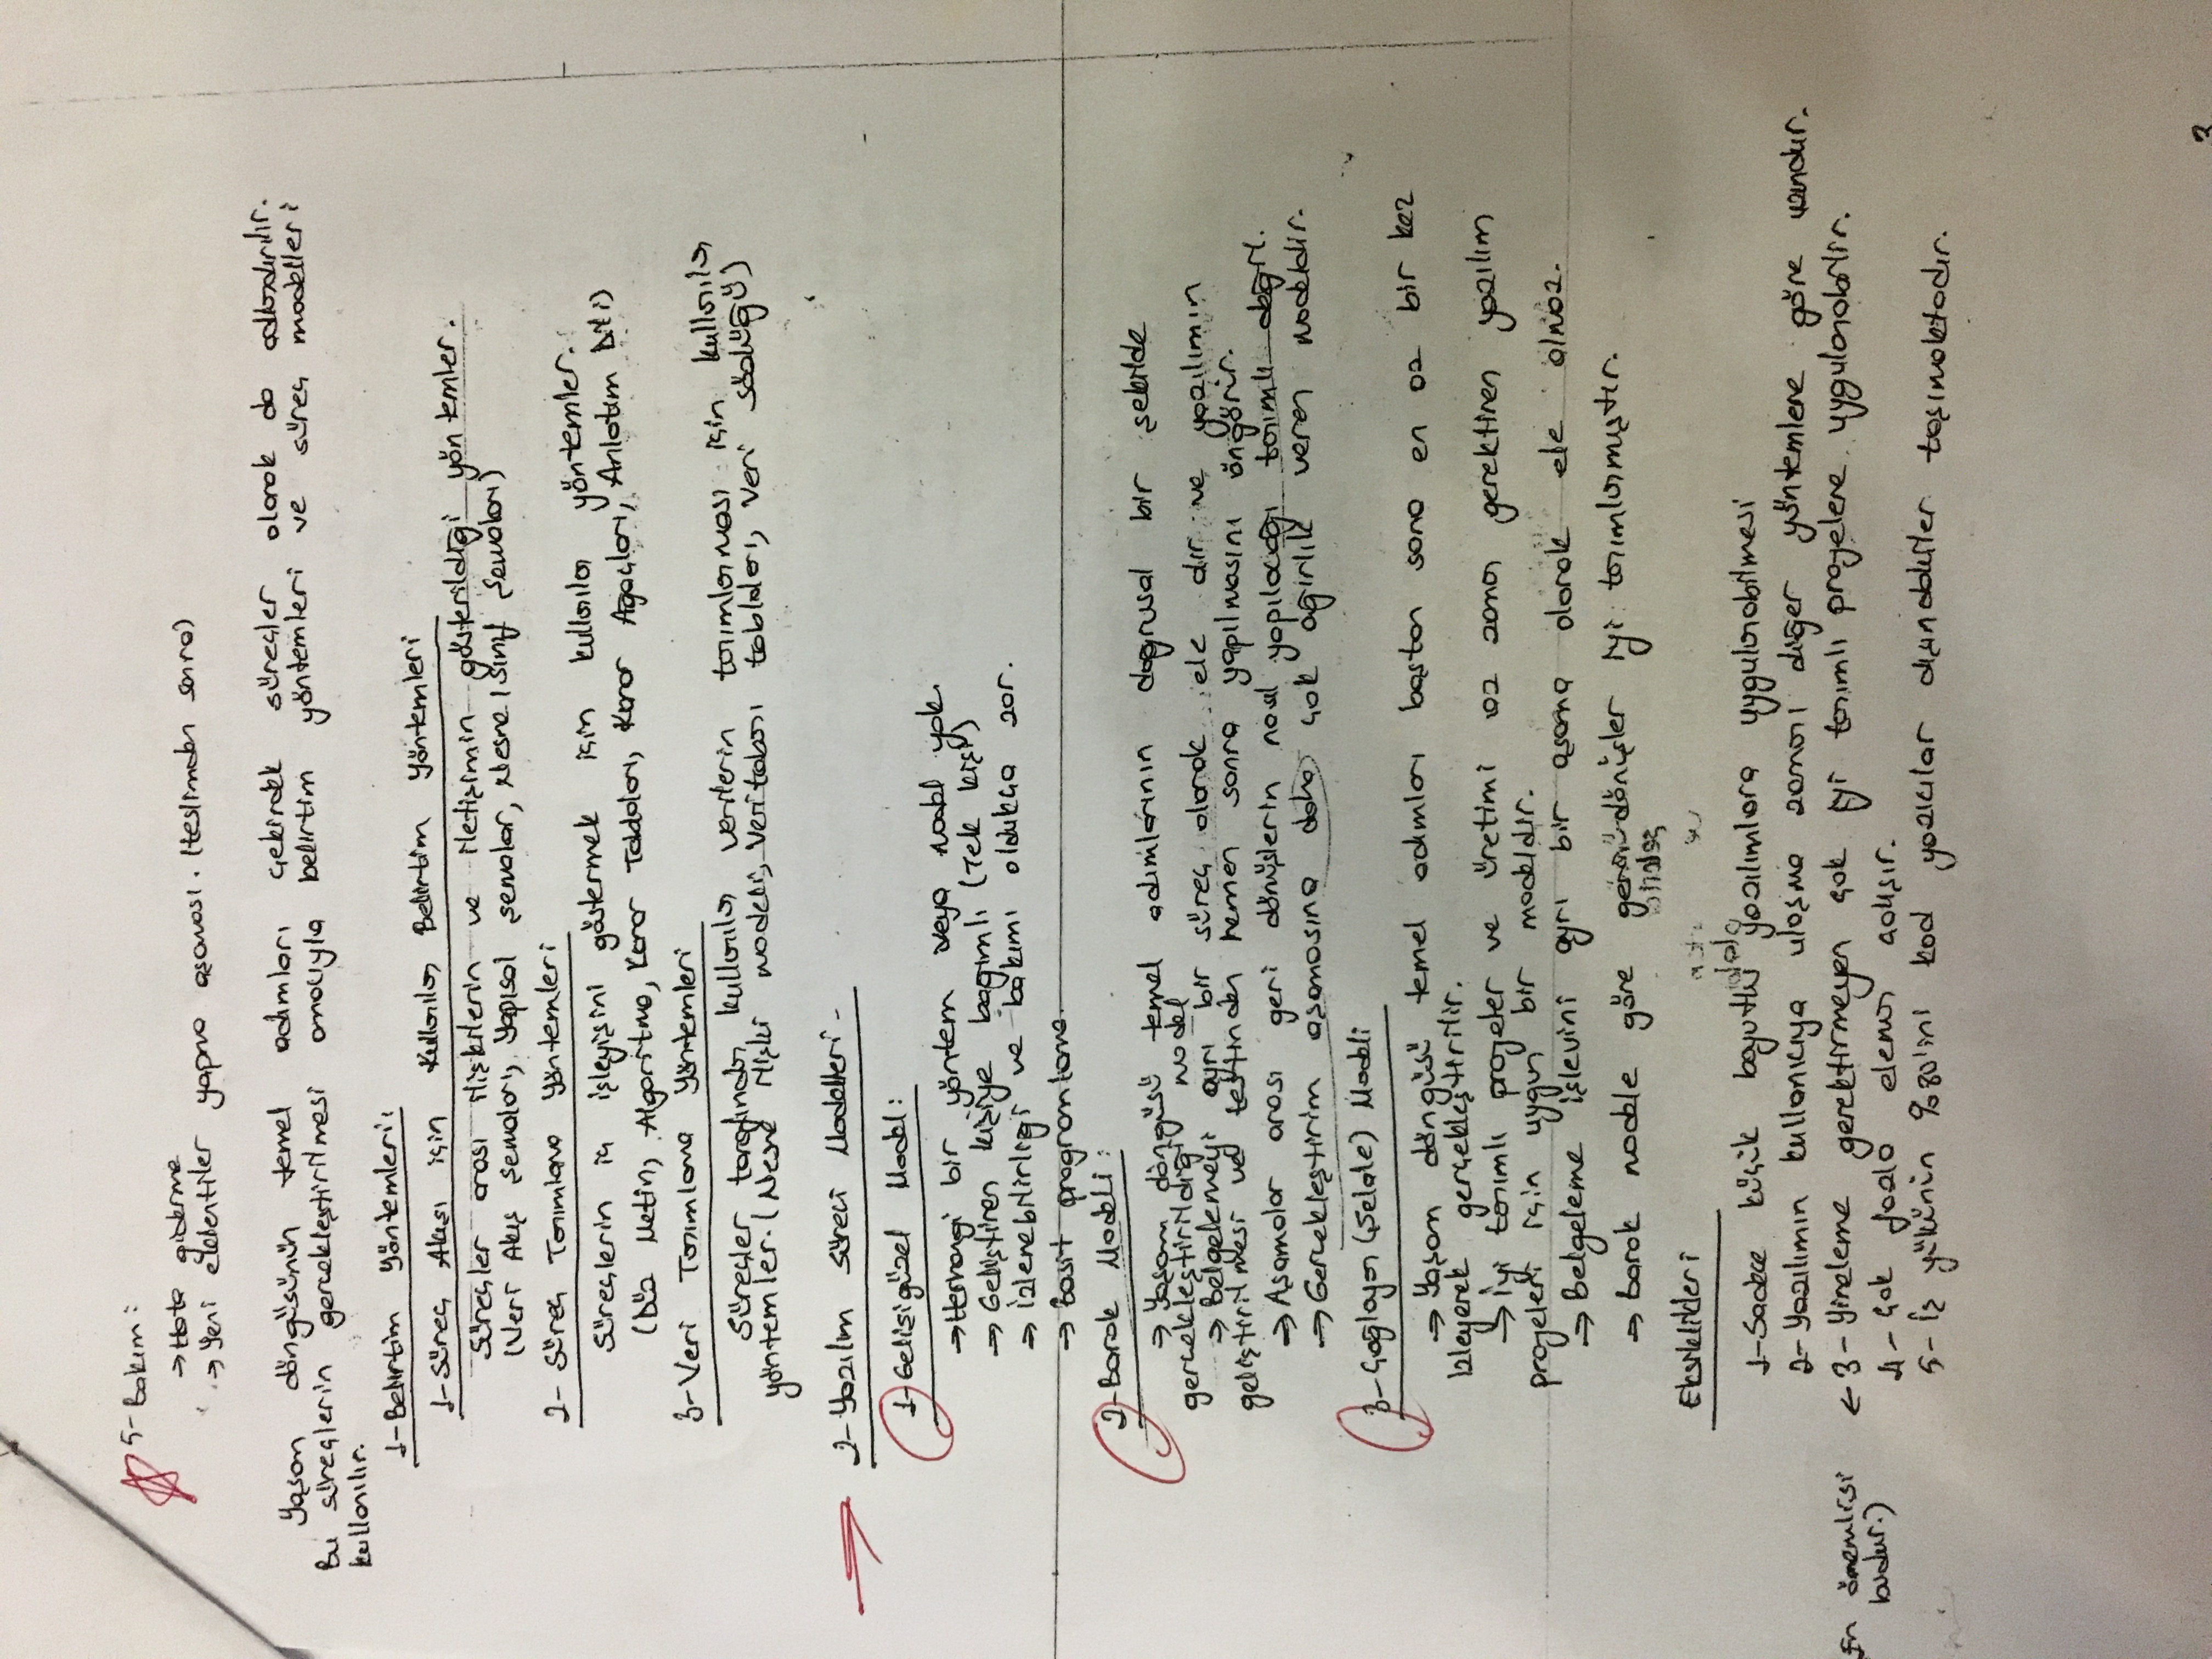 5- Bakım:
→ Hata giderme
→ Yeni eklentiler yapma aşaması. (teslimden sonra)
Yaşam döngüsünün temel adımları çekirdek süreçler olarak da adlandırılır.
Bu süreçlerin gerçekleştirilmesi amacıyla belirtim yöntemleri ve süreç modelleri
kullanılır.
1-Belirtim Yöntemleri:
1-Süreç Akışı için Kullanılan Belirtim Yöntemleri
Süreçler arası ilişkilerin ve iletişimin gösterildiği yöntemler.
(Veri Akış Şemaları, Yapısal şemalar, Nesne/Sınıf Şemaları)
2- Süreç Tanımlama Yöntemleri
Süreçlerin iç işleyişini göstermek için kullanılan yöntemler.
(Düz Metin, Algoritma, Karar Tabloları, Karar Ağaçları, Anlatım Dili)
3-Veri Tanımlama Yöntemleri
Süreçler tarafından kullanılan verilerin tanımlanması için kullanılan
yöntemler. (Nesne ilişki modeli, Veri tabanı tabloları, Veri Sözlüğü)
2-Yazılım Süreci Modelleri-
1-Gelişigüzel Model:
→ Herhangi bir yöntem veya model yok.
→ Geliştiren kişiye bağımlı (Tek kişi)
→ İzlenebilirliği ve bakımı oldukça zor.
→ Basit programlama.
2-Barok Modeli:
→ Yaşam döngüsü temel adımlarının doğrusal bir şekilde
gerçekleştirildiği model
→ Belgelemeyi ayrı bir süreç olarak ele alır ve yazılımın
geliştirilmesi ve testinden hemen sonra yapılmasını öngörür.
→ Aşamalar arası geri dönüşlerin nasıl yapılacağı tanımlı değil.
→ Gerçekleştirim aşamasına daha çok ağırlık veren modeldir.
3-Çağlayan (Şelale) Modeli
→ Yaşam döngüsü temel adımları baştan sona en az bir kez
izleyerek gerçekleştirilir.
→ İyi tanımlı projeler ve üretimi az zaman gerektiren yazılım
projeleri için uygun bir modeldir.
→ Belgeleme işlevini ayrı bir aşama olarak ele almaz.
→ Barok modele göre geri dönüşler iyi tanımlanmıştır.
Eksiklikleri
1-Sadece küçük boyutlu yazılımlara uygulanabilmesi
2- Yazılımın kullanıcıya ulaşma zamanı diğer yöntemlere göre uzundur.
← 3- Yineleme gerektirmeyen çok iyi tanımlı projelere uygulanabilir.
En önemlisi
budur.)
4- Çok fazla eleman çalışır.
5- İş yükünün %80'ini kod yazıcılar dışındakiler taşımaktadır.
3